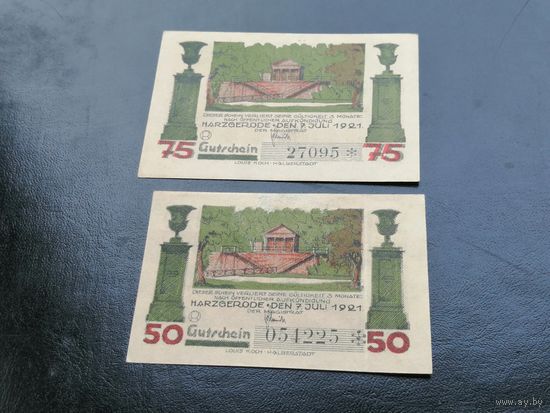 DIESER SCHEIN VERLIERT SEINE GÜLTIGKEIT 3 MONATE
NACH ÖFFENTLICHER AUFKÜNDIGUNG
HARZGERODE • DEN 7. JULI 1921
DER MAGISTRAT
75 Gutschein 27095 * 75
LOUIS KOCH • HALBERSTADT
DIESER SCHEIN VERLIERT SEINE GÜLTIGKEIT 3 MONATE
NACH ÖFFENTLICHER AUFKÜNDIGUNG
HARZGERODE • DEN 7. JULI 1921
DER MAGISTRAT
50 Gutschein 054225 * 50
LOUIS KOCH • HALBERSTADT
www.ay.by